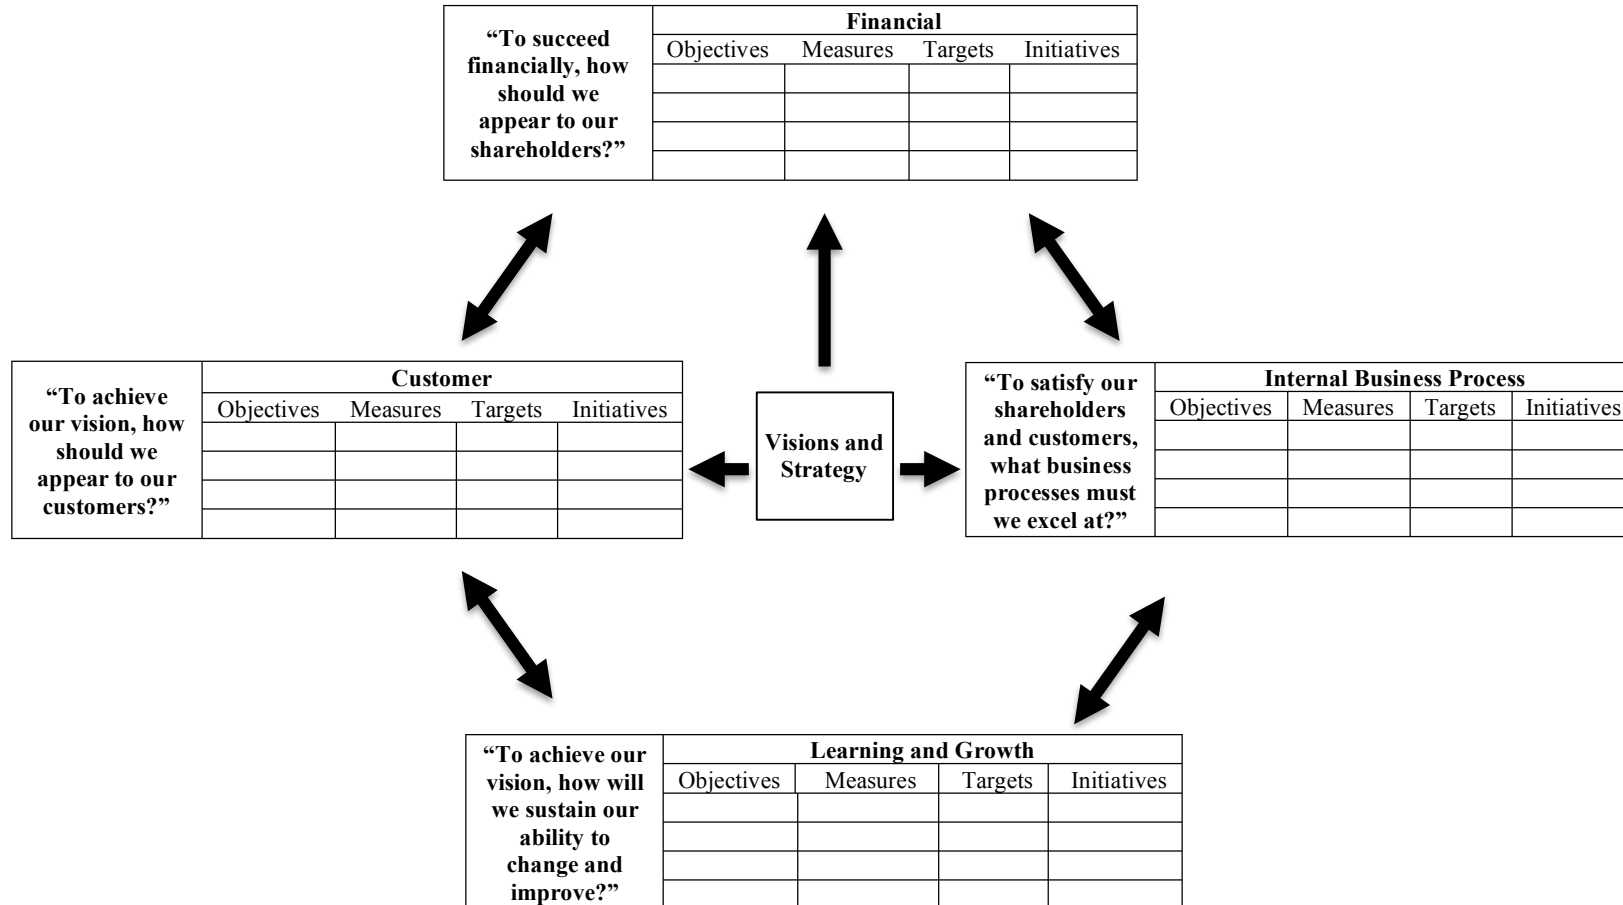 “To succeed
financially, how
should we
appear to our
shareholders?”
Financial
Objectives Measures Targets Initiatives
“To achieve
our vision, how
should we
appear to our
customers?”
Customer
Objectives Measures Targets Initiatives
Visions and
Strategy
“To satisfy our
shareholders
and customers,
what business
processes must
we excel at?”
Internal Business Process
Objectives Measures Targets Initiatives
“To achieve our
vision, how will
we sustain our
ability to
change and
improve?”
Learning and Growth
Objectives Measures Targets Initiatives